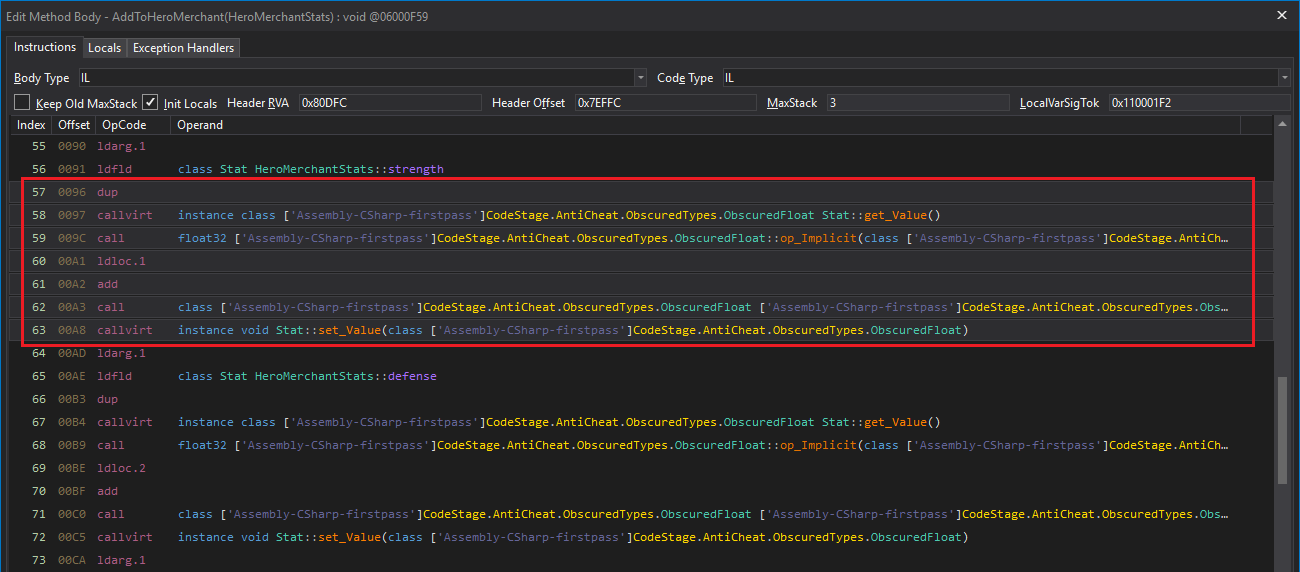 Edit Method Body - AddToHeroMerchant(HeroMerchantStats) : void @06000F59
Instructions Locals Exception Handlers
Body Type IL Code Type IL
Keep Old MaxStack Init Locals Header RVA 0x80DFC Header Offset 0x7EFFC MaxStack 3 LocalVarSigTok 0x110001F2
Index Offset OpCode Operand
55 0090 ldarg.1
56 0091 ldfld class Stat HeroMerchantStats::strength
57 0096 dup
58 0097 callvirt instance class ['Assembly-CSharp-firstpass']CodeStage.AntiCheat.ObscuredTypes.ObscuredFloat Stat::get_Value()
59 009C call float32 ['Assembly-CSharp-firstpass']CodeStage.AntiCheat.ObscuredTypes.ObscuredFloat::op_Implicit(class ['Assembly-CSharp-firstpass']CodeStage.AntiCh…
60 00A1 ldloc.1
61 00A2 add
62 00A3 call class ['Assembly-CSharp-firstpass']CodeStage.AntiCheat.ObscuredTypes.ObscuredFloat ['Assembly-CSharp-firstpass']CodeStage.AntiCheat.ObscuredTypes.Obs…
63 00A8 callvirt instance void Stat::set_Value(class ['Assembly-CSharp-firstpass']CodeStage.AntiCheat.ObscuredTypes.ObscuredFloat)
64 00AD ldarg.1
65 00AE ldfld class Stat HeroMerchantStats::defense
66 00B3 dup
67 00B4 callvirt instance class ['Assembly-CSharp-firstpass']CodeStage.AntiCheat.ObscuredTypes.ObscuredFloat Stat::get_Value()
68 00B9 call float32 ['Assembly-CSharp-firstpass']CodeStage.AntiCheat.ObscuredTypes.ObscuredFloat::op_Implicit(class ['Assembly-CSharp-firstpass']CodeStage.AntiCh…
69 00BE ldloc.2
70 00BF add
71 00C0 call class ['Assembly-CSharp-firstpass']CodeStage.AntiCheat.ObscuredTypes.ObscuredFloat ['Assembly-CSharp-firstpass']CodeStage.AntiCheat.ObscuredTypes.Obs…
72 00C5 callvirt instance void Stat::set_Value(class ['Assembly-CSharp-firstpass']CodeStage.AntiCheat.ObscuredTypes.ObscuredFloat)
73 00CA ldarg.1